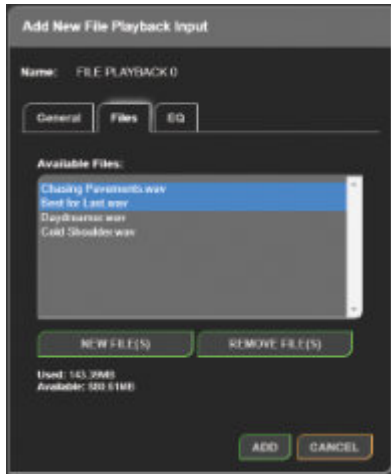 Add New File Playback Input
Name: FILE PLAYBACK 0
General Files EQ
Available Files:
Chasing Pavements.wav
Best for Last.wav
Daydreamer.wav
Cold Shoulder.wav
NEW FILE(S) REMOVE FILE(S)
Used: 143.39MB
Available:
ADD CANCEL